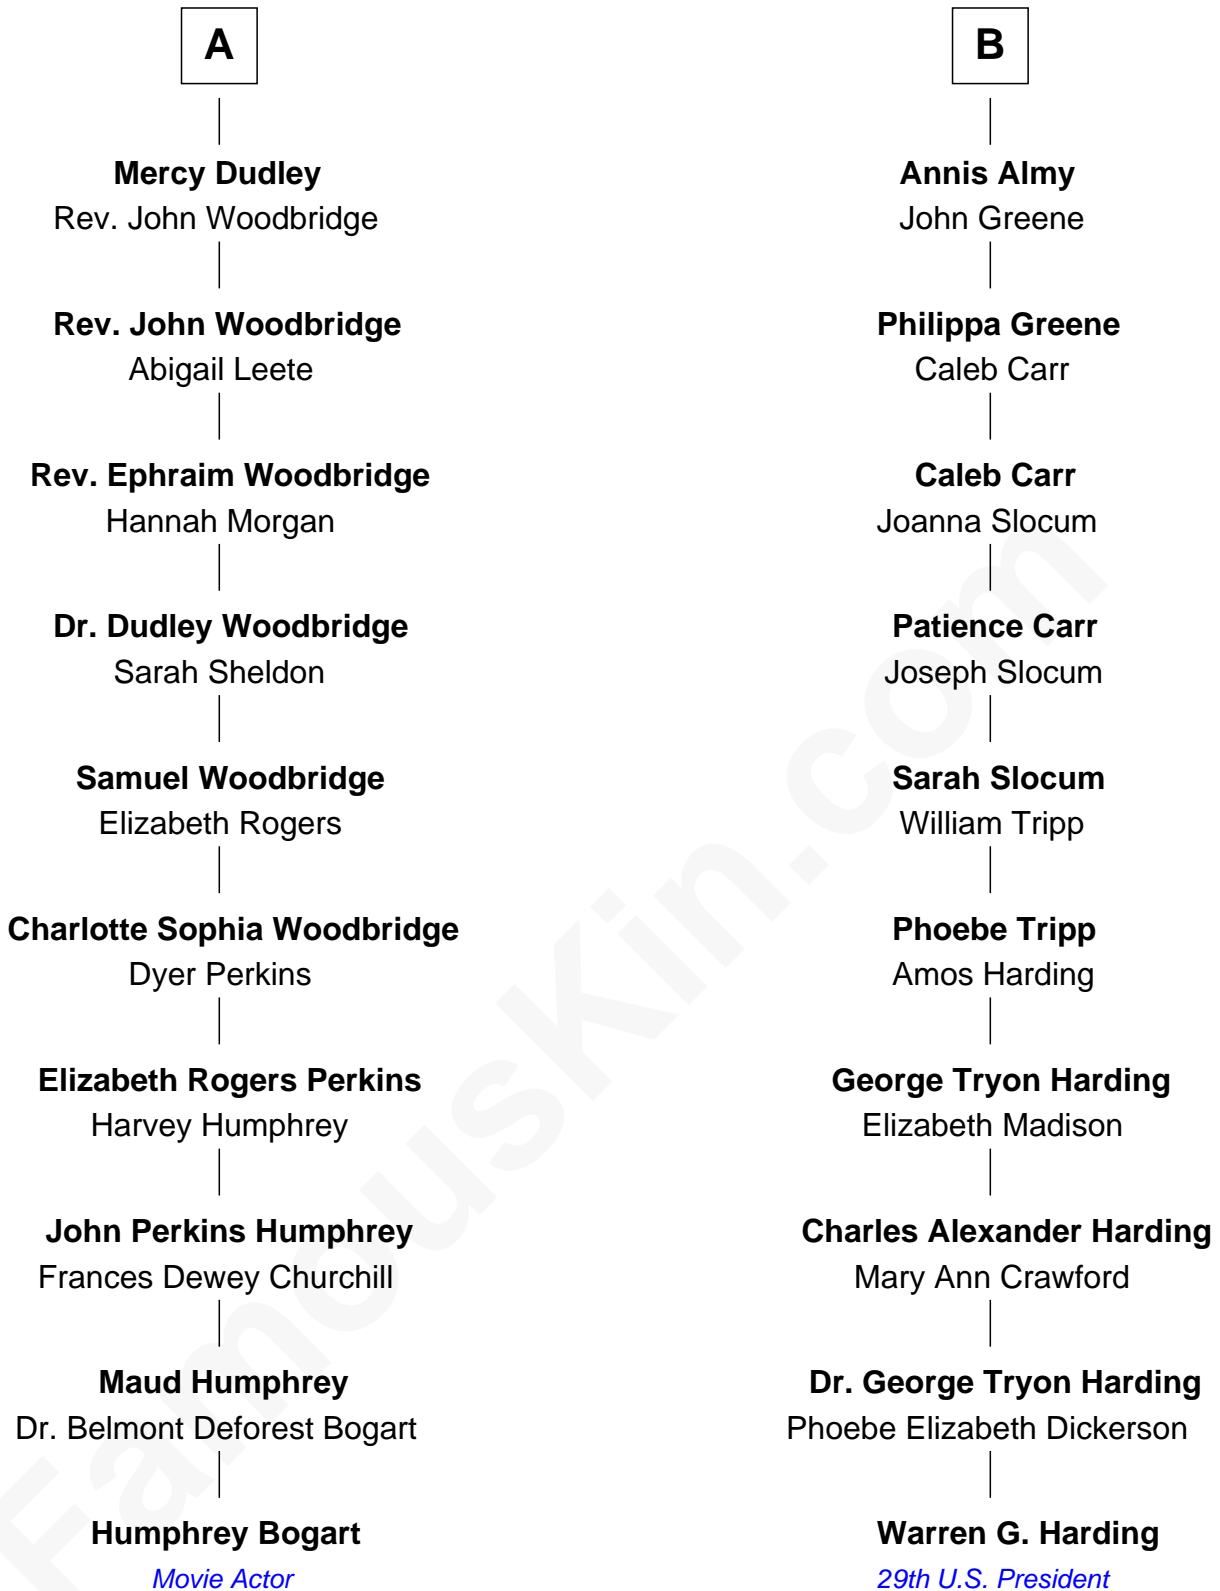 A
Mercy Dudley
Rev. John Woodbridge
Rev. John Woodbridge
Abigail Leete
Rev. Ephraim Woodbridge
Hannah Morgan
Dr. Dudley Woodbridge
Sarah Sheldon
Samuel Woodbridge
Elizabeth Rogers
Charlotte Sophia Woodbridge
Dyer Perkins
Elizabeth Rogers Perkins
Harvey Humphrey
John Perkins Humphrey
Frances Dewey Churchill
Maud Humphrey
Dr. Belmont Deforest Bogart
Humphrey Bogart
Movie Actor
B
Annis Almy
John Greene
Philippa Greene
Caleb Carr
Caleb Carr
Joanna Slocum
Patience Carr
Joseph Slocum
Sarah Slocum
William Tripp
Phoebe Tripp
Amos Harding
George Tryon Harding
Elizabeth Madison
Charles Alexander Harding
Mary Ann Crawford
Dr. George Tryon Harding
Phoebe Elizabeth Dickerson
Warren G. Harding
29th U.S. President
FamousKin.com